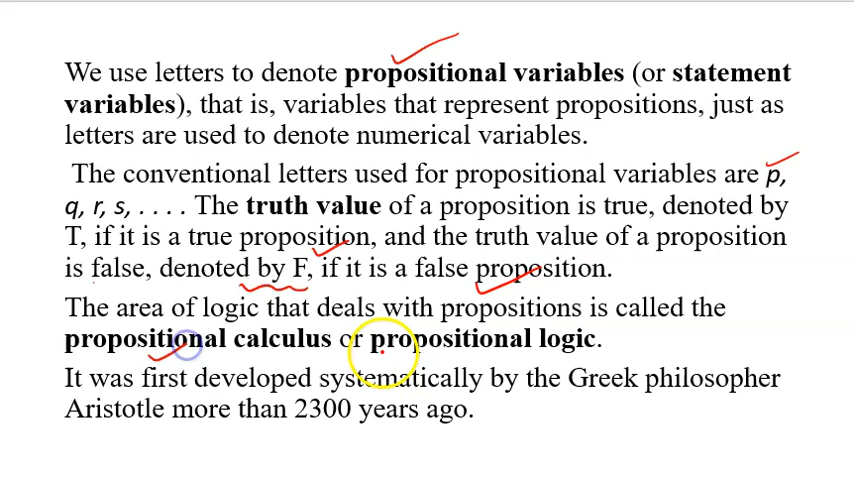 We use letters to denote propositional variables (or statement
variables), that is, variables that represent propositions, just as
letters are used to denote numerical variables.
The conventional letters used for propositional variables are p,
q, r, s, . . . . The truth value of a proposition is true, denoted by
T, if it is a true proposition, and the truth value of a proposition
is false, denoted by F, if it is a false proposition.
The area of logic that deals with propositions is called the
propositional calculus or propositional logic.
It was first developed systematically by the Greek philosopher
Aristotle more than 2300 years ago.